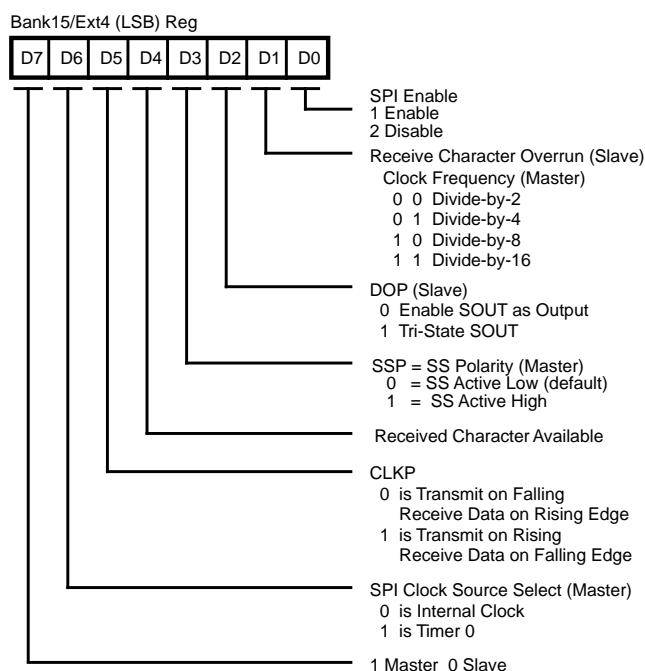 Bank15/Ext4 (LSB) Reg
D7 D6 D5 D4 D3 D2 D1 D0
SPI Enable
1 Enable
2 Disable
Receive Character Overrun (Slave)
Clock Frequency (Master)
0 0 Divide-by-2
0 1 Divide-by-4
1 0 Divide-by-8
1 1 Divide-by-16
DOP (Slave)
0 Enable SOUT as Output
1 Tri-State SOUT
SSP = SS Polarity (Master)
0 = SS Active Low (default)
1 = SS Active High
Received Character Available
CLKP
0 is Transmit on Falling
Receive Data on Rising Edge
1 is Transmit on Rising
Receive Data on Falling Edge
SPI Clock Source Select (Master)
0 is Internal Clock
1 is Timer 0
1 Master 0 Slave